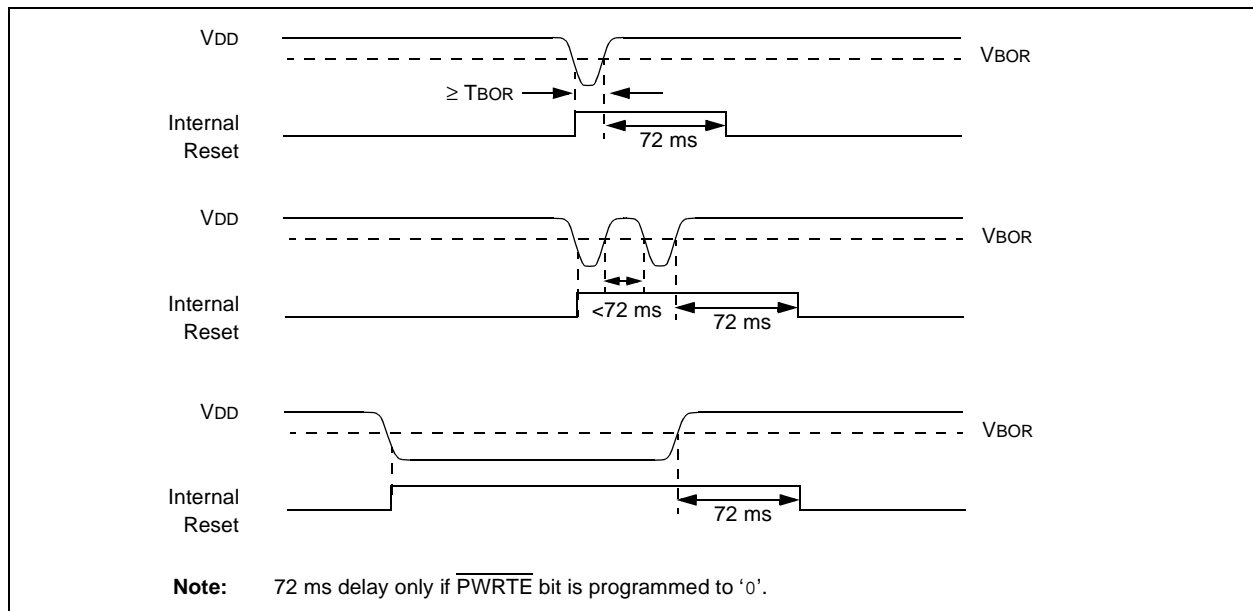 VDD
VBOR
≥ TBOR
Internal
Reset
72 ms
VDD
VBOR
Internal
Reset
<72 ms
72 ms
VDD
VBOR
Internal
Reset
72 ms
Note: 72 ms delay only if P̅W̅R̅T̅E̅ bit is programmed to ‘0’.